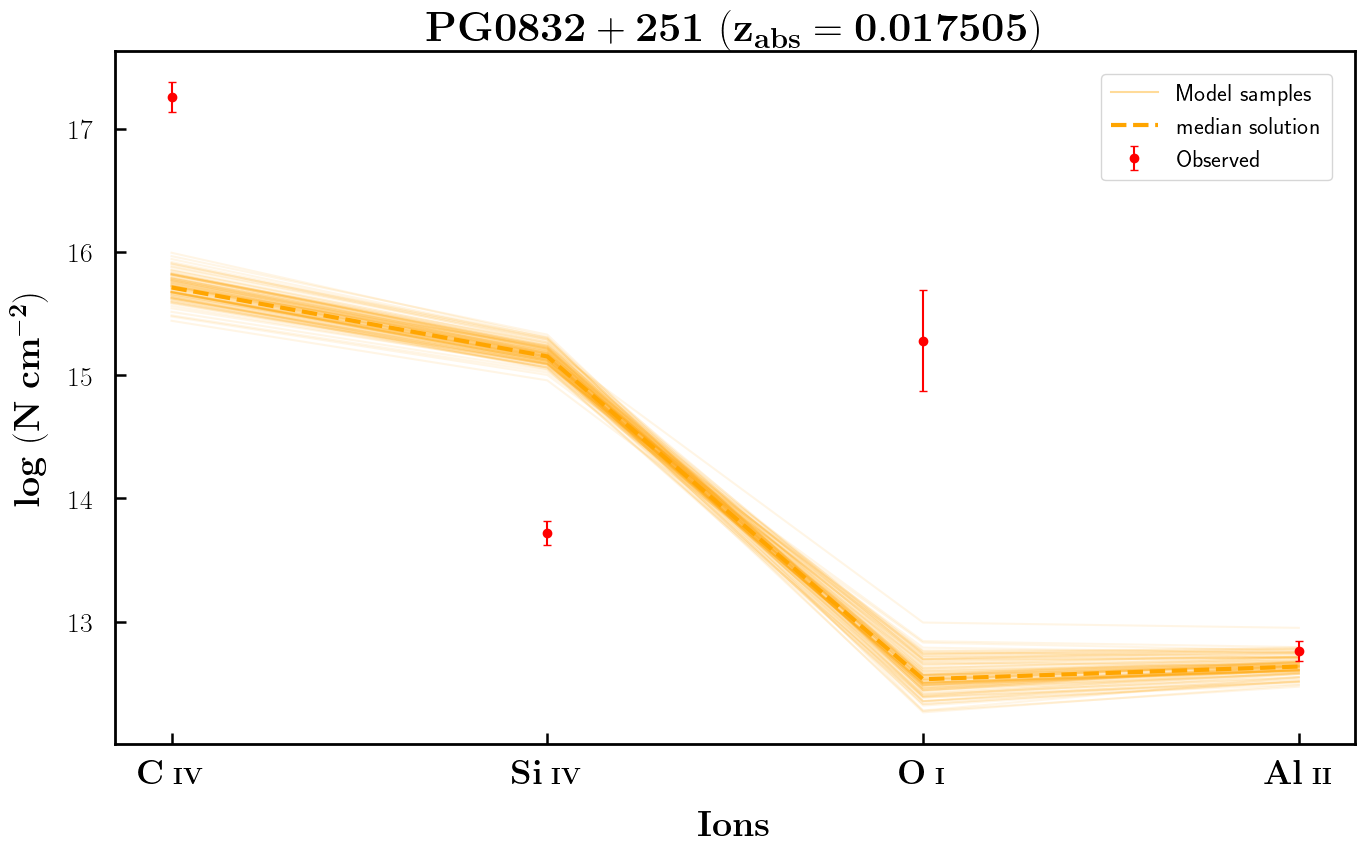 PG0832 + 251 (z_abs = 0.017505)
Model samples
median solution
Observed
log (N cm⁻²)
17
16
15
14
13
C IV Si IV O I Al II
Ions